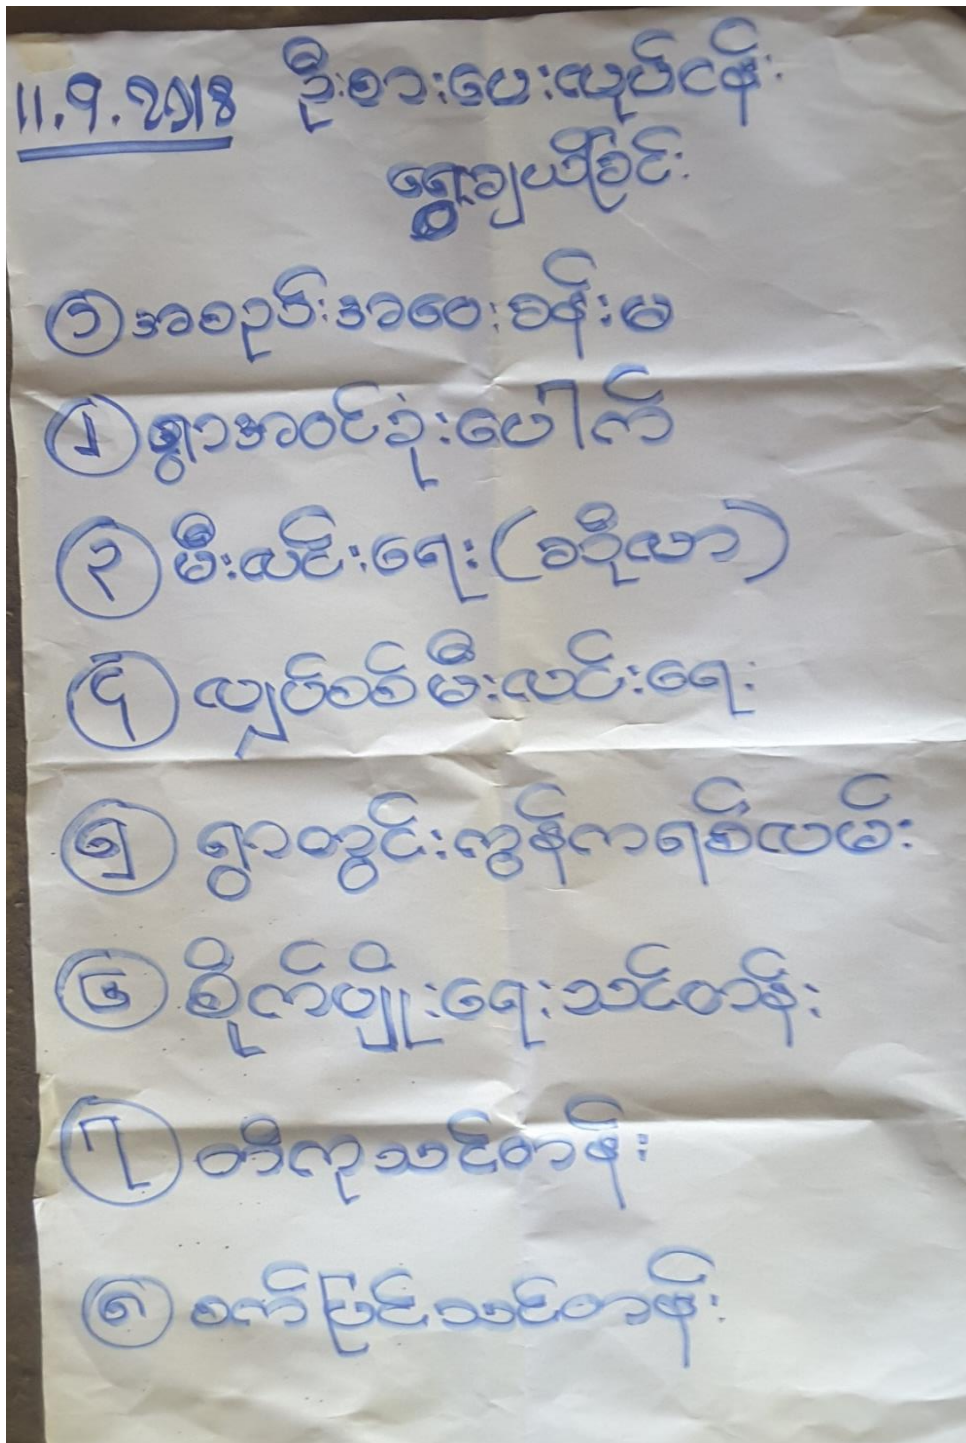 11.9.2018 ဦးစားပေးလုပ်ငန်း
ရွေးချယ်ခြင်း
၁ အစည်းအဝေးခန်းမ
၂ ရွာအဝင်ခုံးပေါက်
၃ မီးလင်းရေး (ဆိုလာ)
၄ လျှပ်စစ်မီးလင်းရေး
၅ ရွာတွင်းကွန်ကရစ်လမ်း
၆ စိုက်ပျိုးရေးသင်တန်း
၇ တိကုသင်တန်း
၈ စက်ပြင်သင်တန်း